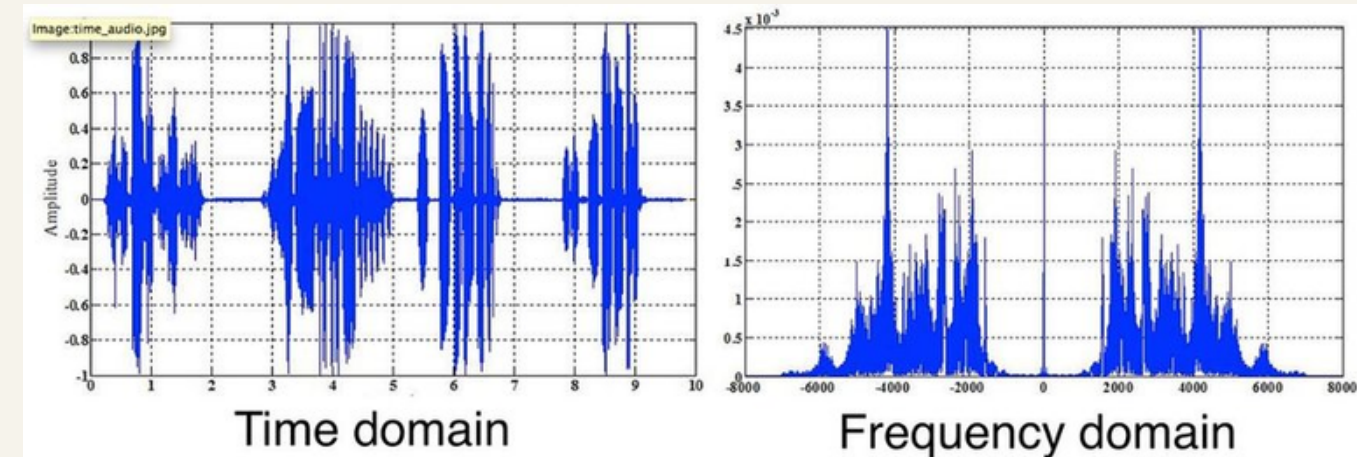 Image:time_audio.jpg
0.8
0.6
0.4
0.2
0
-0.2
-0.4
-0.6
-0.8
-1
Amplitude
0 1 2 3 4 5 6 7 8 9 10
Time domain
x 10⁻³
4.5
4
3.5
3
.5
2
1.5
1
0.5
0
-8000 -6000 -4000 -2000 0 2000 4000 6000 8000
Frequency domain